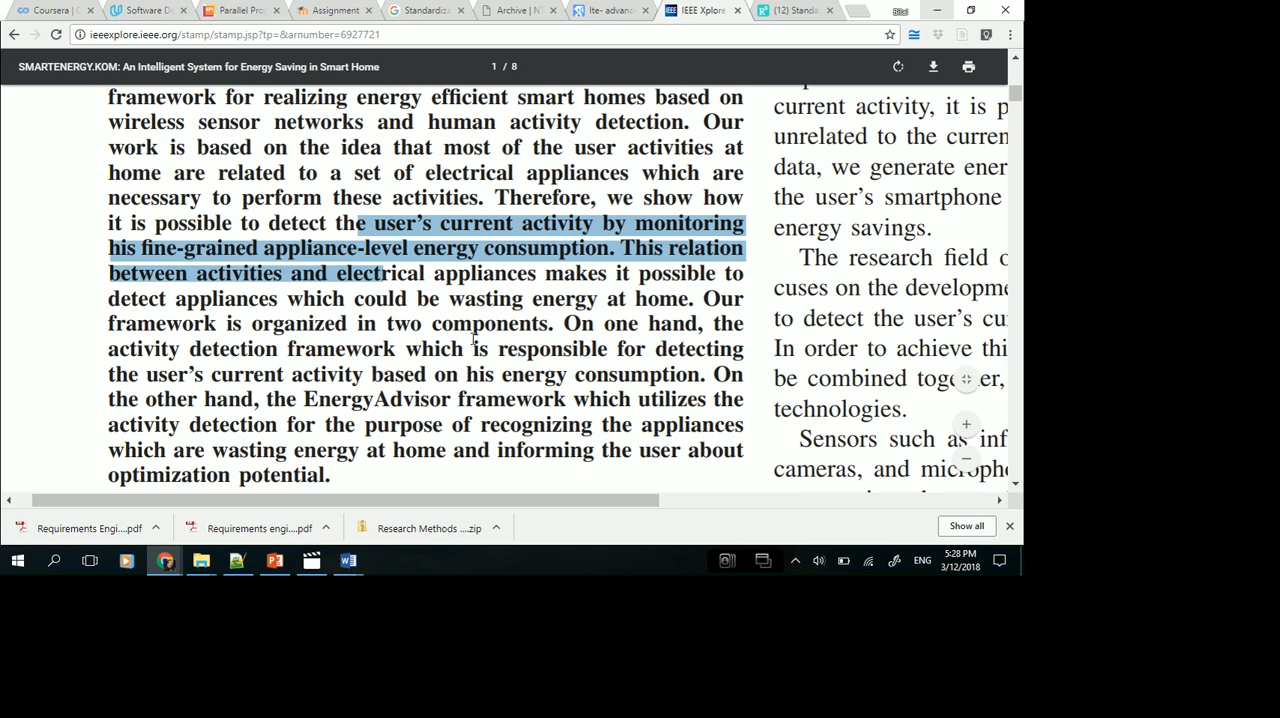 Coursera | C
Software De
Parallel Prog
Assignment
Standardiza
Archive | NT
lte- advanc
IEEE Xplore
(12) Standa
Bilal
ieeexplore.ieee.org/stamp/stamp.jsp?tp=&arnumber=6927721
SMARTENERGY.KOM: An Intelligent System for Energy Saving in Smart Home
1 / 8
framework for realizing energy efficient smart homes based on
wireless sensor networks and human activity detection. Our
work is based on the idea that most of the user activities at
home are related to a set of electrical appliances which are
necessary to perform these activities. Therefore, we show how
it is possible to detect the user's current activity by monitoring
his fine-grained appliance-level energy consumption. This relation
between activities and electrical appliances makes it possible to
detect appliances which could be wasting energy at home. Our
framework is organized in two components. On one hand, the
activity detection framework which is responsible for detecting
the user's current activity based on his energy consumption. On
the other hand, the EnergyAdvisor framework which utilizes the
activity detection for the purpose of recognizing the appliances
which are wasting energy at home and informing the user about
optimization potential.
current activity, it is p
unrelated to the curren
data, we generate ener
the user's smartphone
energy savings.
The research field o
cuses on the developme
to detect the user's cu
In order to achieve thi
be combined together,
technologies.
Sensors such as inf
cameras, and micropho
Requirements Engi....pdf
Requirements engi....pdf
Research Methods ....zip
Show all
ENG
5:28 PM
3/12/2018